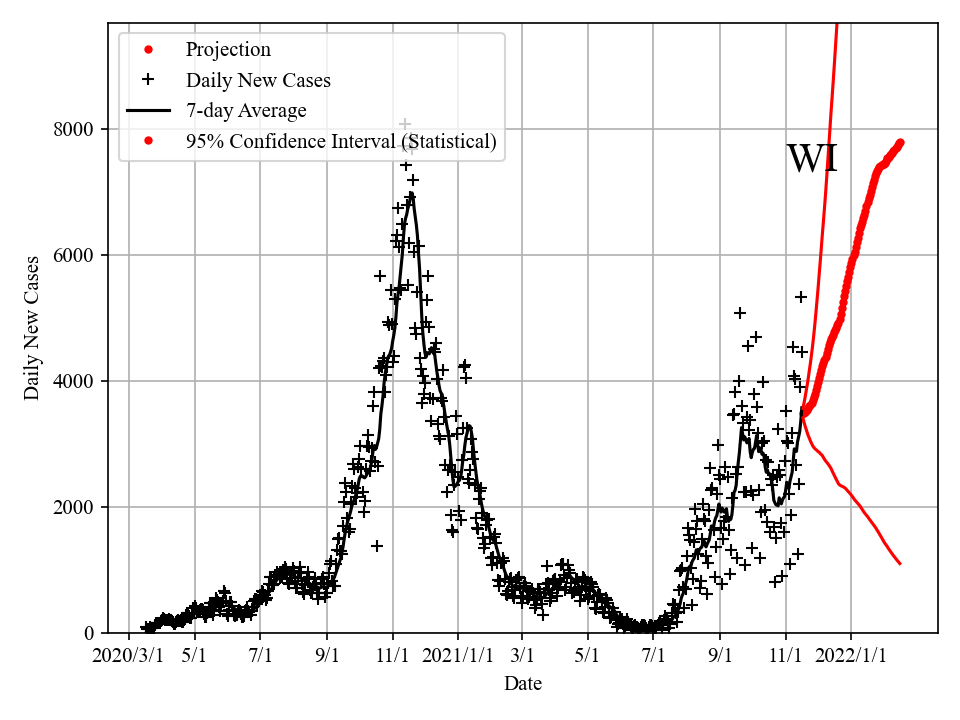 Projection
Daily New Cases
7-day Average
95% Confidence Interval (Statistical)
WI
8000
6000
4000
2000
0
Daily New Cases
2020/3/1 5/1 7/1 9/1 11/1 2021/1/1 3/1 5/1 7/1 9/1 11/1 2022/1/1
Date